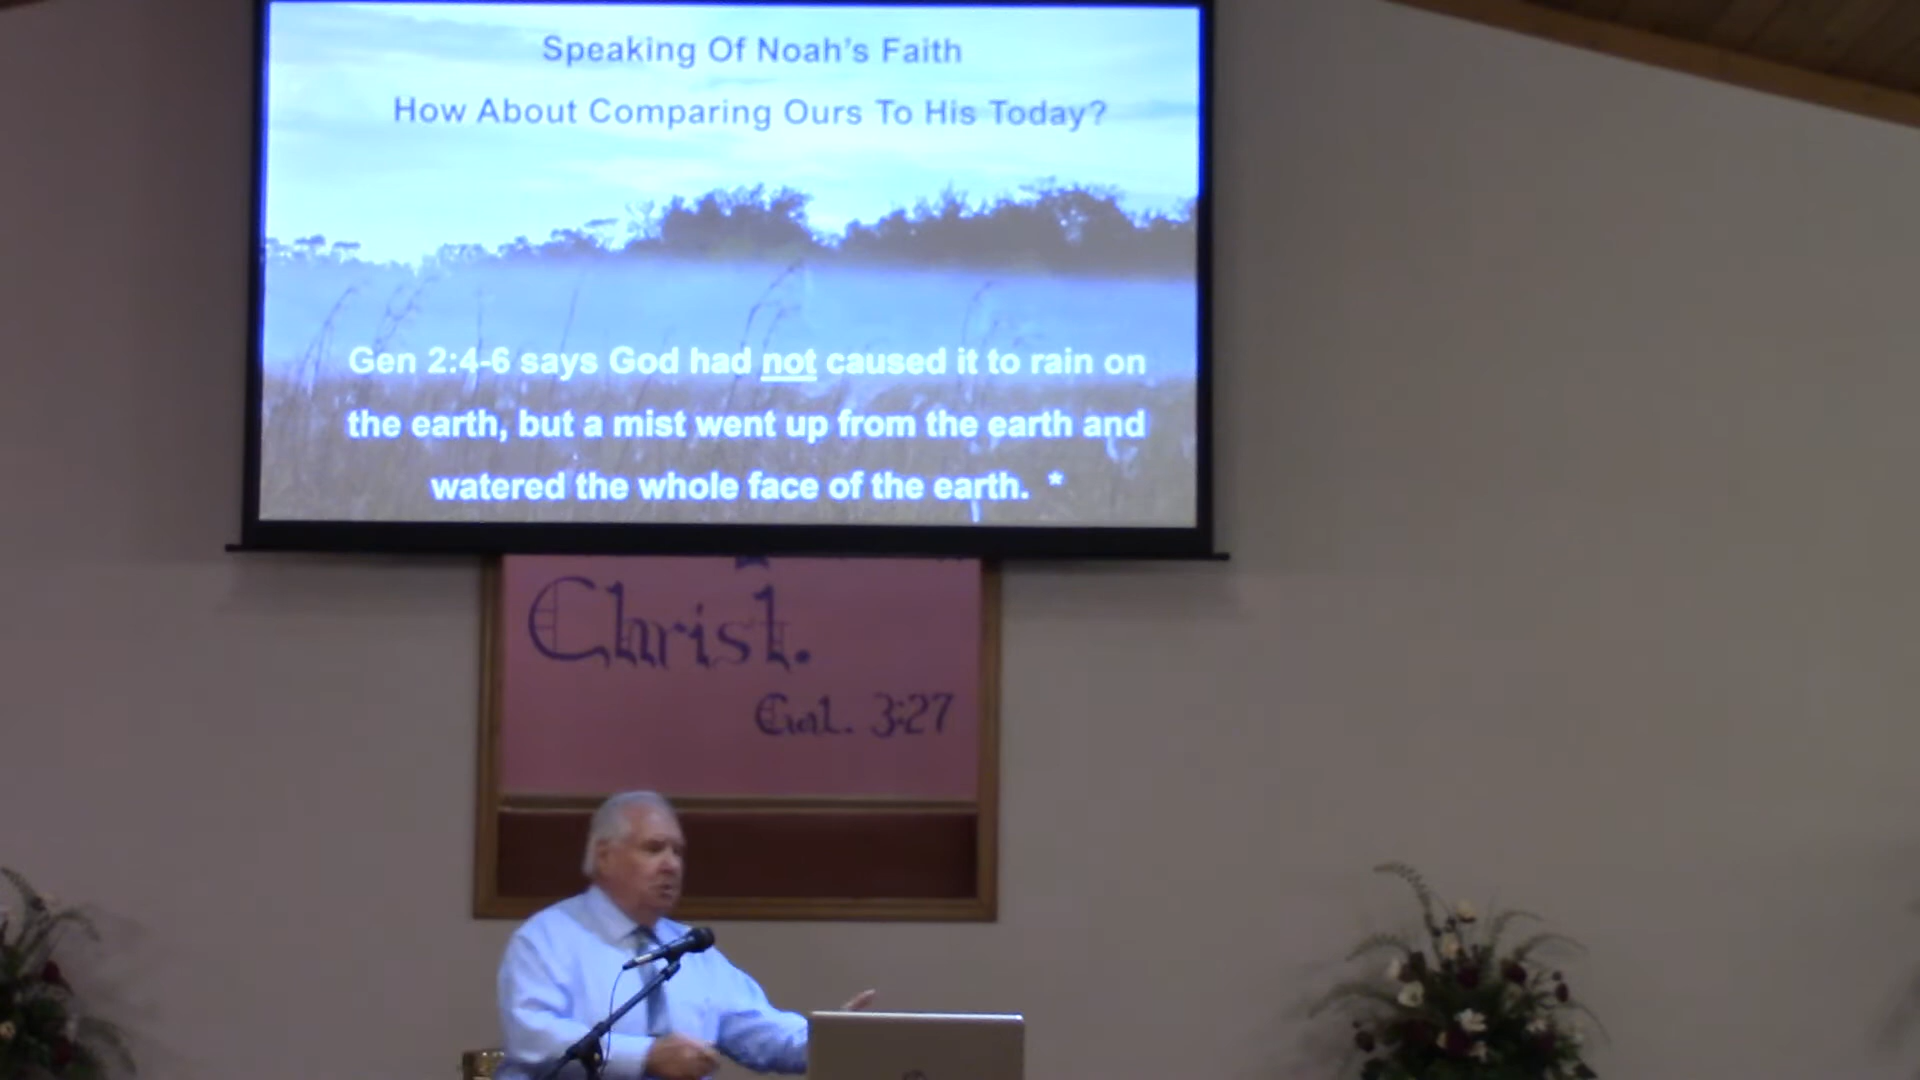 Speaking Of Noah's Faith
How About Comparing Ours To His Today?
Gen 2:4-6 says God had not caused it to rain on
the earth, but a mist went up from the earth and
watered the whole face of the earth. *
Christ.
Gal. 3:27